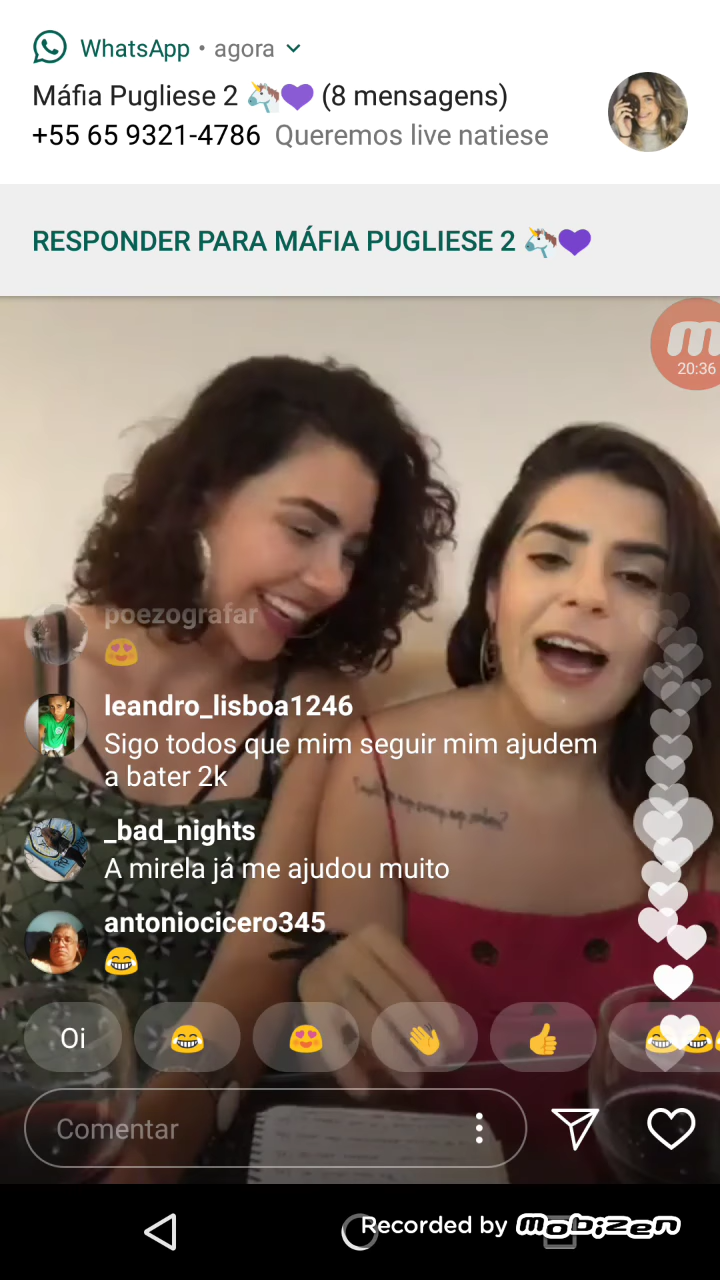 WhatsApp • agora
Máfia Pugliese 2 🦄💜 (8 mensagens)
+55 65 9321-4786 Queremos live natiese
RESPONDER PARA MÁFIA PUGLIESE 2 🦄💜
m
20:36
poezografar
😍
leandro_lisboa1246
Sigo todos que mim seguir mim ajudem
a bater 2k
_bad_nights
A mirela já me ajudou muito
antoniocicero345
😂
Oi 😂 😍 👏 👍 😂😂
Comentar
Recorded by mobizen